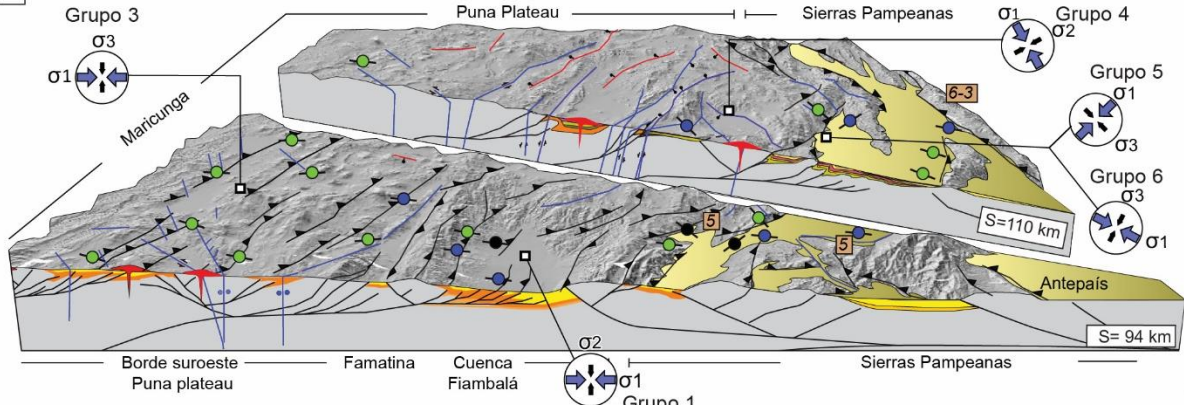 Grupo 3
σ3
σ1
Maricunga
Puna Plateau
Sierras Pampeanas
σ1
Grupo 4
σ2
Grupo 5
σ1
σ3
6-3
Grupo 6
σ3
σ1
S=110 km
5
5
Antepaís
S= 94 km
Borde suroeste
Puna plateau
Famatina
Cuenca
Fiambalá
σ2
σ1
Grupo 1
Sierras Pampeanas